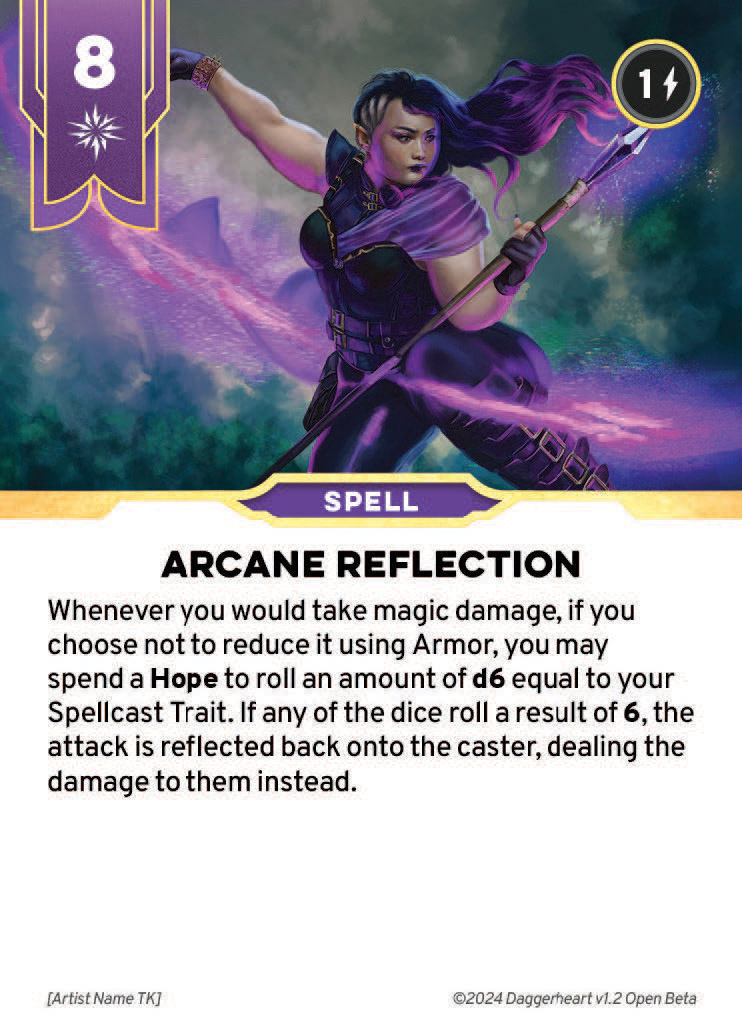 8
1
SPELL
ARCANE REFLECTION
Whenever you would take magic damage, if you
choose not to reduce it using Armor, you may
spend a Hope to roll an amount of d6 equal to your
Spellcast Trait. If any of the dice roll a result of 6, the
attack is reflected back onto the caster, dealing the
damage to them instead.
[Artist Name TK]
©2024 Daggerheart v1.2 Open Beta